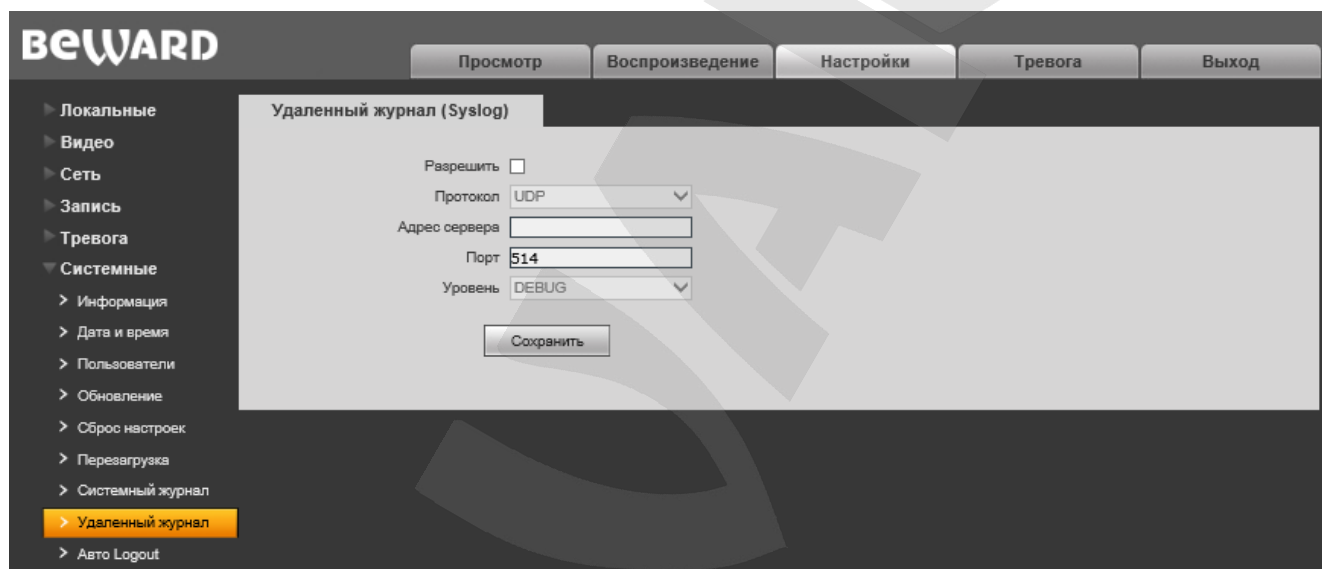 BEWARD
Просмотр
Воспроизведение
Настройки
Тревога
Выход
Локальные
Видео
Сеть
Запись
Тревога
Системные
Информация
Дата и время
Пользователи
Обновление
Сброс настроек
Перезагрузка
Системный журнал
Удаленный журнал
Авто Logout
Удаленный журнал (Syslog)
Разрешить
Протокол UDP
Адрес сервера
Порт 514
Уровень DEBUG
Сохранить